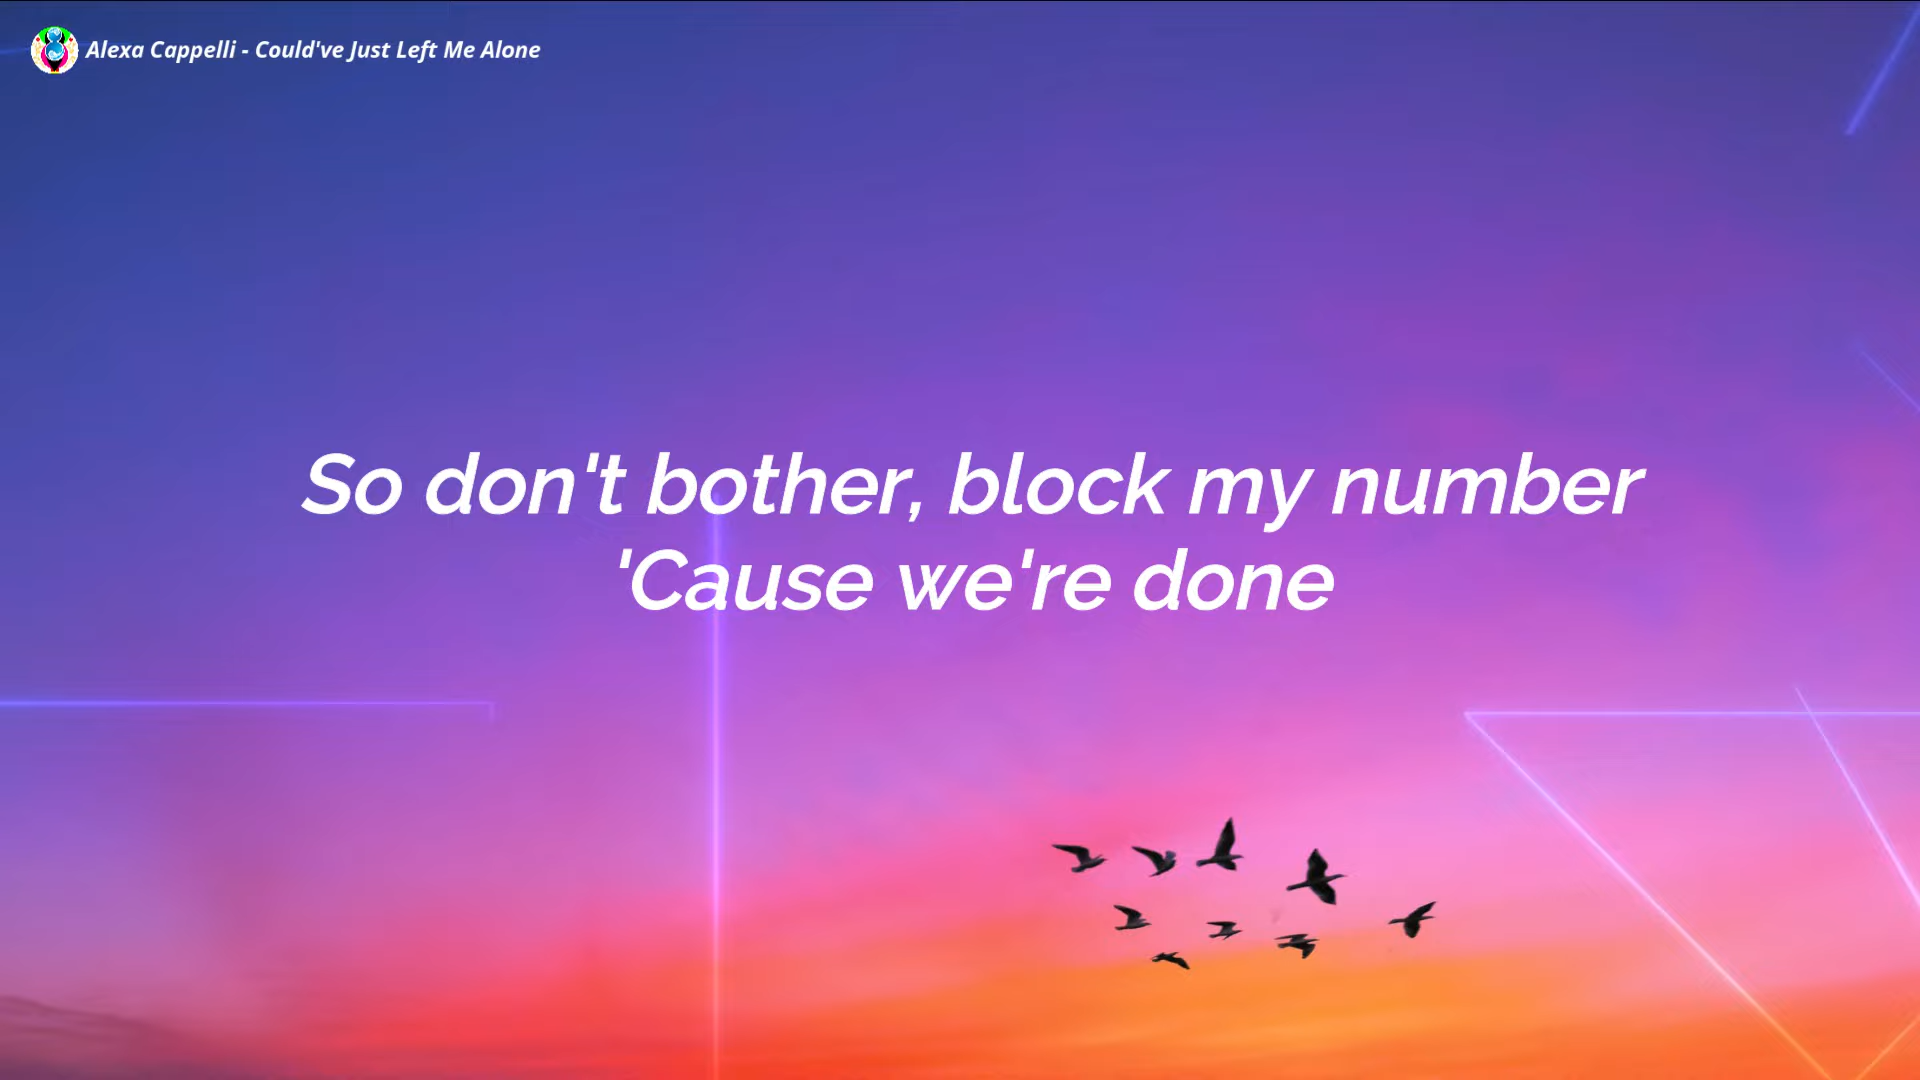 Alexa Cappelli - Could've Just Left Me Alone
So don't bother, block my number
'Cause we're done